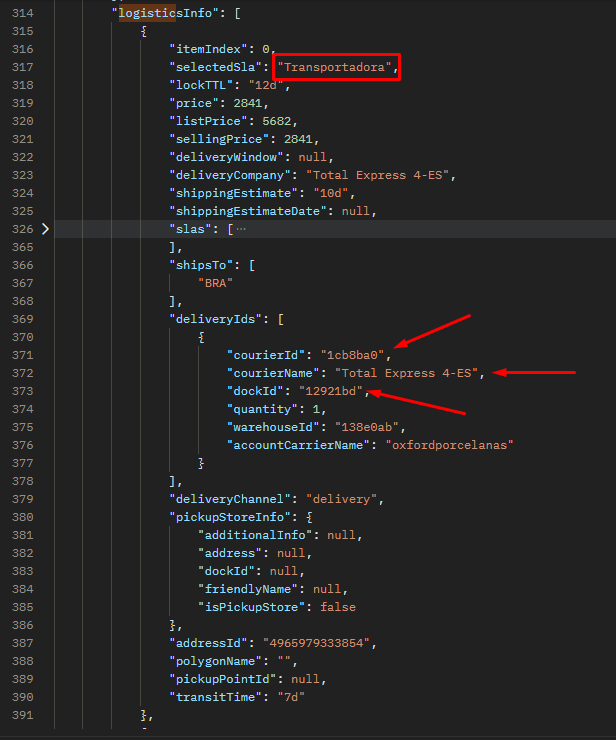 314 "logisticsInfo": [
315 {
316 "itemIndex": 0,
317 "selectedSla": "Transportadora",
318 "lockTTL": "12d",
319 "price": 2841,
320 "listPrice": 5682,
321 "sellingPrice": 2841,
322 "deliveryWindow": null,
323 "deliveryCompany": "Total Express 4-ES",
324 "shippingEstimate": "10d",
325 "shippingEstimateDate": null,
326 > "slas": [ ···
365 ],
366 "shipsTo": [
367 "BRA"
368 ],
369 "deliveryIds": [
370 {
371 "courierId": "1cb8ba0",
372 "courierName": "Total Express 4-ES",
373 "dockId": "12921bd",
374 "quantity": 1,
375 "warehouseId": "138e0ab",
376 "accountCarrierName": "oxfordporcelanas"
377 }
378 ],
379 "deliveryChannel": "delivery",
380 "pickupStoreInfo": {
381 "additionalInfo": null,
382 "address": null,
383 "dockId": null,
384 "friendlyName": null,
385 "isPickupStore": false
386 },
387 "addressId": "4965979333854",
388 "polygonName": "",
389 "pickupPointId": null,
390 "transitTime": "7d"
391 },